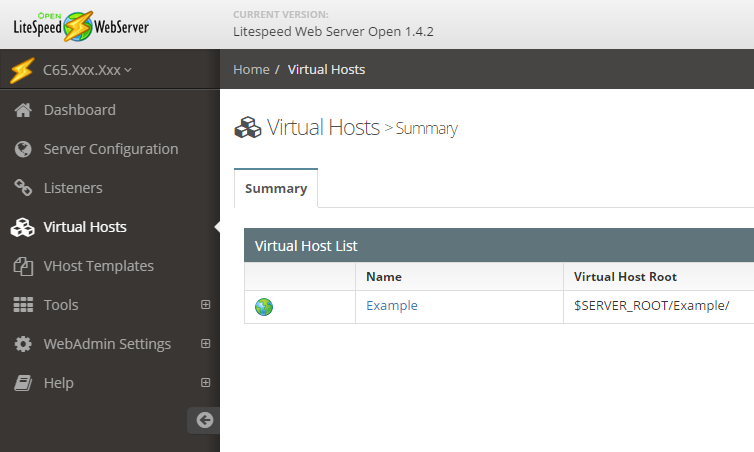 OPEN
LiteSpeed WebServer
CURRENT VERSION:
Litespeed Web Server Open 1.4.2
C65.Xxx.Xxx
Home / Virtual Hosts
Dashboard
Server Configuration
Listeners
Virtual Hosts
VHost Templates
Tools
WebAdmin Settings
Help
Virtual Hosts > Summary
Summary
Virtual Host List
Name Virtual Host Root
Example $SERVER_ROOT/Example/